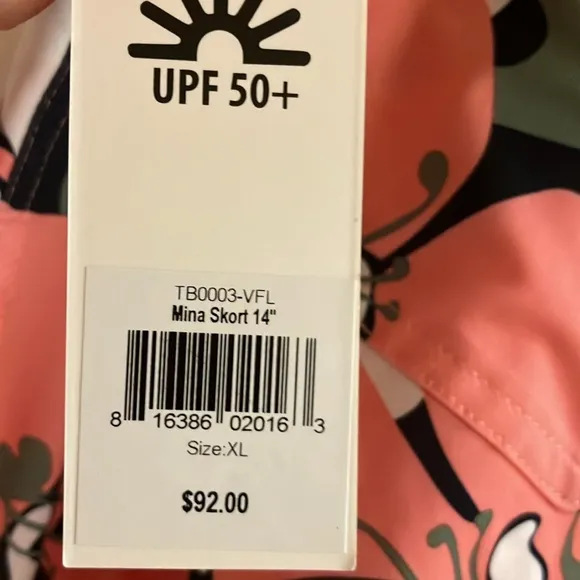 UPF 50+
TB0003-VFL
Mina Skort 14"
8 16386 02016 3
Size:XL
$92.00